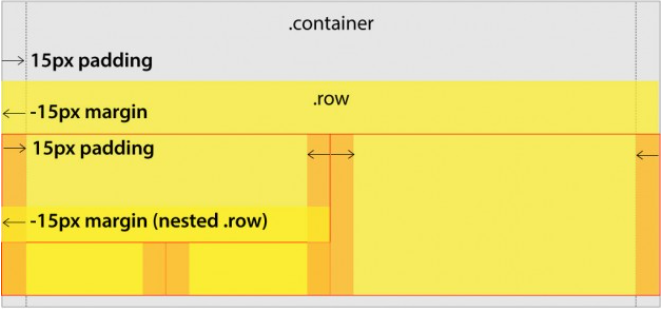 .container
15px padding
.row
-15px margin
15px padding
-15px margin (nested .row)